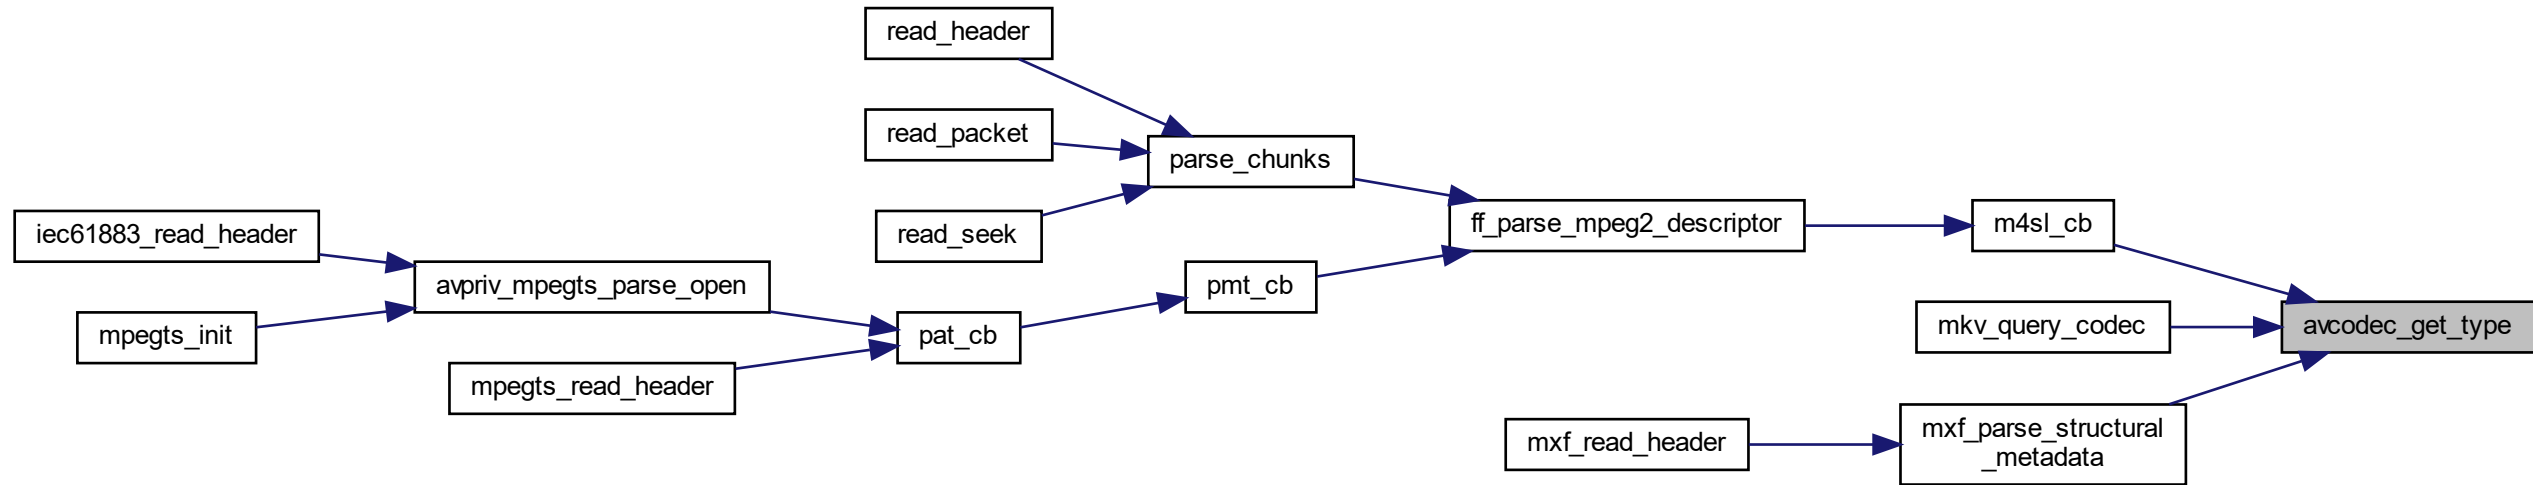 read_header
read_packet
parse_chunks
read_seek
iec61883_read_header
ff_parse_mpeg2_descriptor
m4sl_cb
avpriv_mpegts_parse_open
pmt_cb
mpegts_init
pat_cb
mkv_query_codec
avcodec_get_type
mpegts_read_header
mxf_read_header
mxf_parse_structural
_metadata